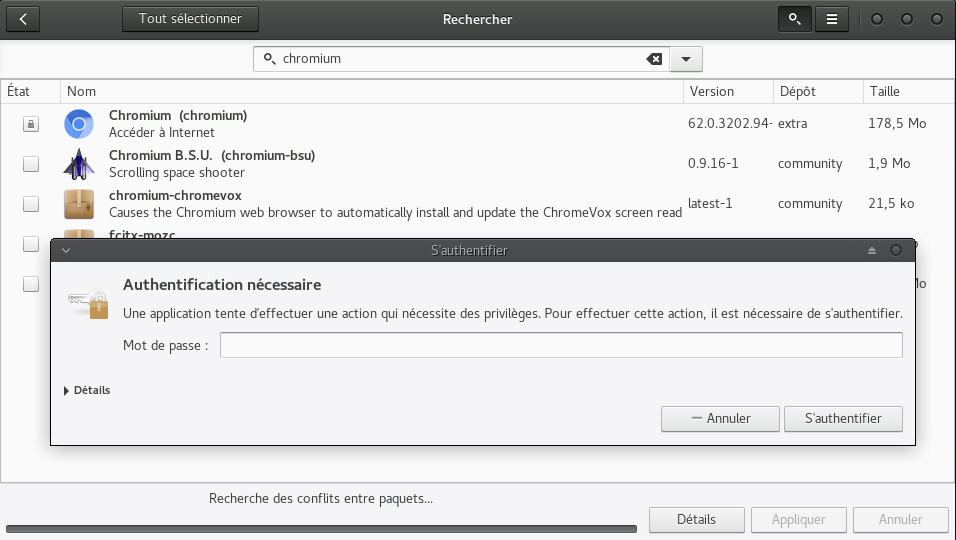 Tout sélectionner
Rechercher
chromium
État Nom Version Dépôt Taille
Chromium (chromium)
Accéder à Internet
62.0.3202.94- extra 178,5 Mo
Chromium B.S.U. (chromium-bsu)
Scrolling space shooter
0.9.16-1 community 1,9 Mo
chromium-chromevox
Causes the Chromium web browser to automatically install and update the ChromeVox screen read
latest-1 community 21,5 ko
fcitx-mozc
S'authentifier
Mo
Authentification nécessaire
Une application tente d'effectuer une action qui nécessite des privilèges. Pour effectuer cette action, il est nécessaire de s'authentifier.
Mot de passe :
Détails
Annuler S'authentifier
Recherche des conflits entre paquets...
Détails Appliquer Annuler